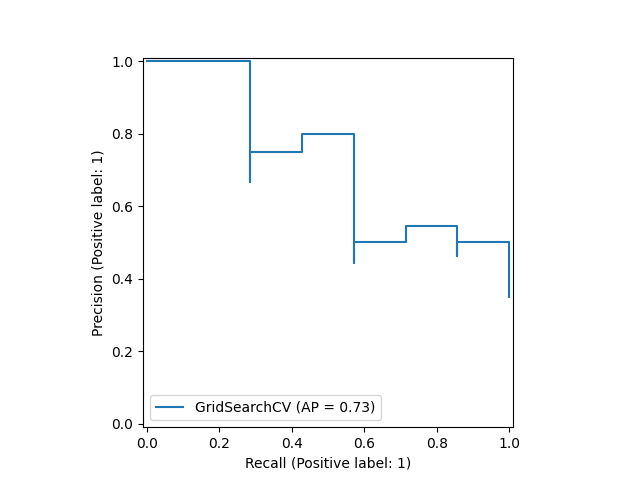 1.0
0.8
0.6
0.4
0.2
0.0
Precision (Positive label: 1)
GridSearchCV (AP = 0.73)
0.0 0.2 0.4 0.6 0.8 1.0
Recall (Positive label: 1)